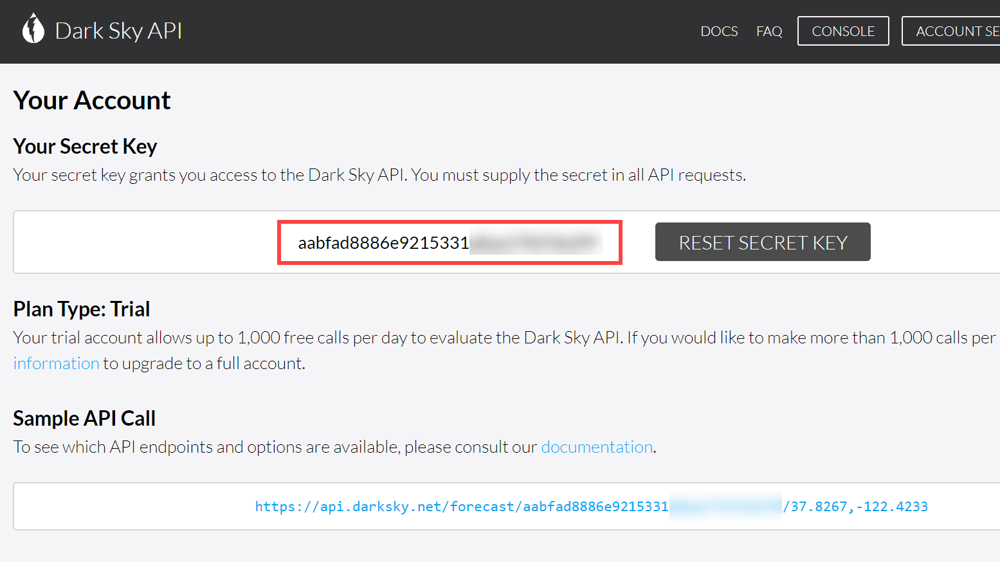 Dark Sky API
DOCS FAQ CONSOLE ACCOUNT SE
Your Account
Your Secret Key
Your secret key grants you access to the Dark Sky API. You must supply the secret in all API requests.
aabfad8886e9215331
RESET SECRET KEY
Plan Type: Trial
Your trial account allows up to 1,000 free calls per day to evaluate the Dark Sky API. If you would like to make more than 1,000 calls per
information to upgrade to a full account.
Sample API Call
To see which API endpoints and options are available, please consult our documentation.
https://api.darksky.net/forecast/aabfad8886e9215331 /37.8267,-122.4233